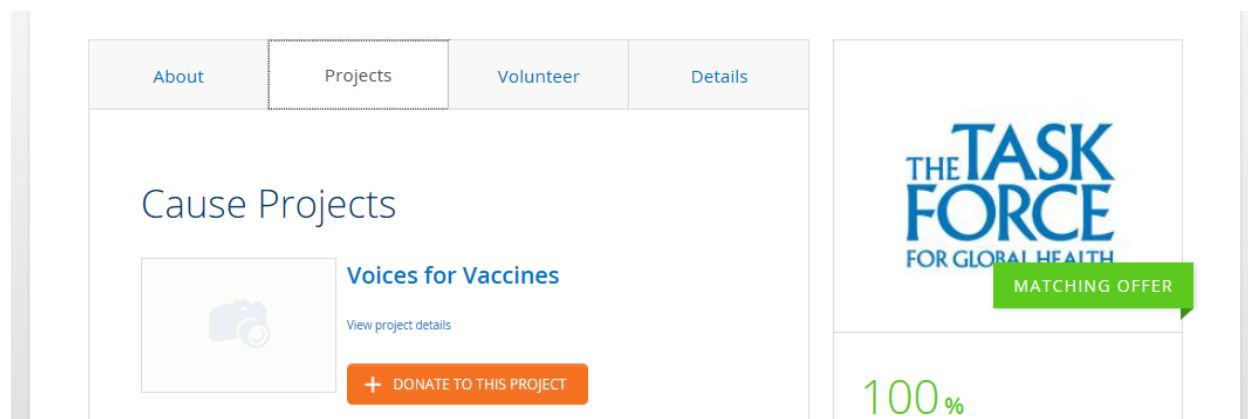 About
Projects
Volunteer
Details
Cause Projects
Voices for Vaccines
View project details
+ DONATE TO THIS PROJECT
THE TASK
FORCE
FOR GLOBAL HEALTH
MATCHING OFFER
100%